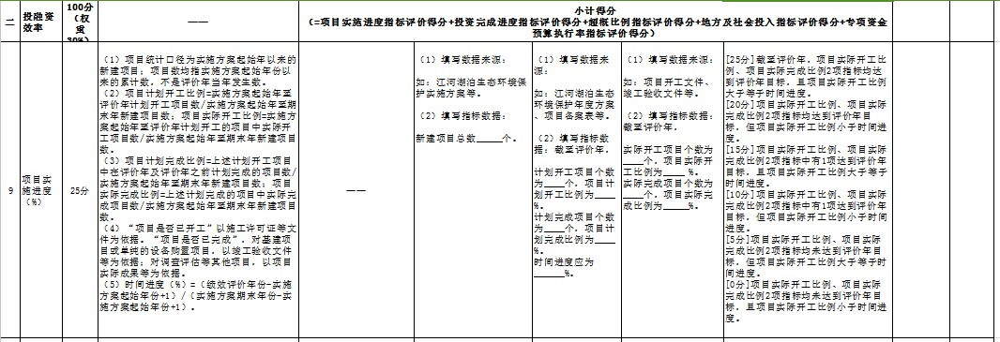 二
投融资
效率
100分
（权
重
30%）
——
小计得分
（=项目实施进度指标评价得分+投资完成进度指标评价得分+超概比例指标评价得分+地方及社会投入指标评价得分+专项资金
预算执行率指标评价得分）
9
项目实
施进度
（%）
25分
（1）项目统计口径为实施方案起始年以来的
新建项目；项目数均指实施方案起始年份以
来的累计数，不是评价年当年发生数。
（2）项目计划开工比例=实施方案起始年至
评价年计划开工项目数/实施方案起始年至期
末年新建项目数；项目实际开工比例=实施方
案起始年至评价年计划开工的项目中实际开
工项目数/实施方案起始年至期末年新建项目
数。
（3）项目计划完成比例=上述计划开工项目
中在评价年及评价年之前计划完成的项目数/
实施方案起始年至期末年新建项目数；项目
实际完成比例=上述计划完成的项目中实际完
成项目数/实施方案起始年至期末年新建项目
数。
（4）“项目是否已开工”以施工许可证等文
件为依据。“项目是否已完成”，对基建项
目或单纯的设备购置项目，以竣工验收文件
等为依据；对调查评估等其他项目，以项目
实际成果等为依据。
（5）时间进度（%）=（绩效评价年份-实施
方案起始年份+1）/（实施方案期末年份-实
施方案起始年份+1）。
——
（1）填写数据来源：
如：江河湖泊生态环境保
护实施方案等。
（2）填写指标数据：
新建项目总数_____个。
（1）填写数据来
源：
如：江河湖泊生态
环境保护年度方案
、项目备案表等。
（2）填写指标数
据：截至评价年，
计划开工项目个数
为____个，项目计
划开工比例为____
%。
计划完成项目个数
为____个，项目计
划完成比例为____
%。
时间进度应为
______%。
（1）填写数据来源：
如：项目开工文件、
竣工验收文件等。
（2）填写指标数据：
截至评价年，
实际开工项目个数为
____个，项目实际开
工比例为_____ %。
实际完成项目个数为
____个，项目实际完
成比例为_____%。
[25分]截至评价年，项目实际开工比
例、项目实际完成比例2项指标均达
到评价年目标，且项目实际开工比例
大于等于时间进度。
[20分]项目实际开工比例、项目实际
完成比例2项指标均达到评价年目
标，但项目实际开工比例小于时间进
度。
[15分]项目实际开工比例、项目实际
完成比例2项指标中有1项达到评价年
目标，且项目实际开工比例大于等于
时间进度。
[10分]项目实际开工比例、项目实际
完成比例2项指标中有1项达到评价年
目标，但项目实际开工比例小于时间
进度。
[5分]项目实际开工比例、项目实际
完成比例2项指标均未达到评价年目
标，但项目实际开工比例大于等于时
间进度。
[0分]项目实际开工比例、项目实际
完成比例2项指标均未达到评价年目
标，且项目实际开工比例小于时间进
度。